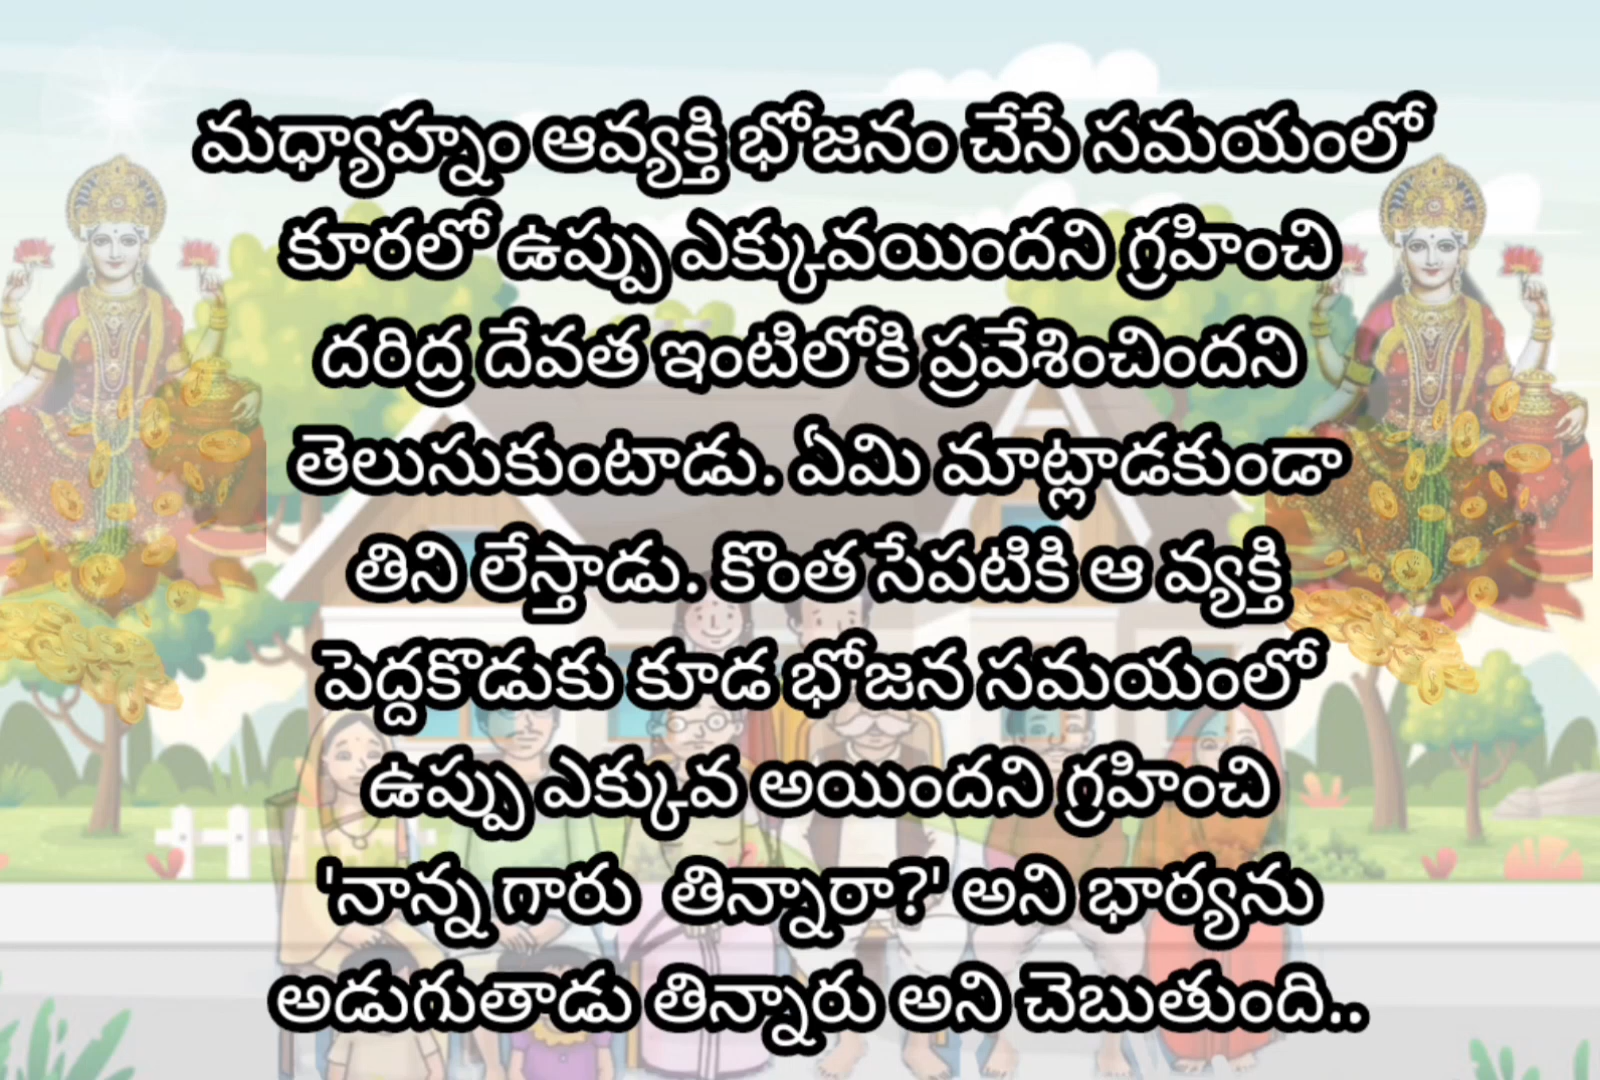 మధ్యాహ్నం ఆవ్యక్తి భోజనం చేసే సమయంలో
కూరలో ఉప్పు ఎక్కువయిందని గ్రహించి
దరిద్ర దేవత ఇంటిలోకి ప్రవేశించిందని
తెలుసుకుంటాడు. ఏమి మాట్లాడకుండా
తిని లేస్తాడు. కొంత సేపటికి ఆ వ్యక్తి
పెద్దకొడుకు కూడ భోజన సమయంలో
ఉప్పు ఎక్కువ అయిందని గ్రహించి
'నాన్న గారు తిన్నారా?' అని భార్యను
అడుగుతాడు తిన్నారు అని చెబుతుంది..